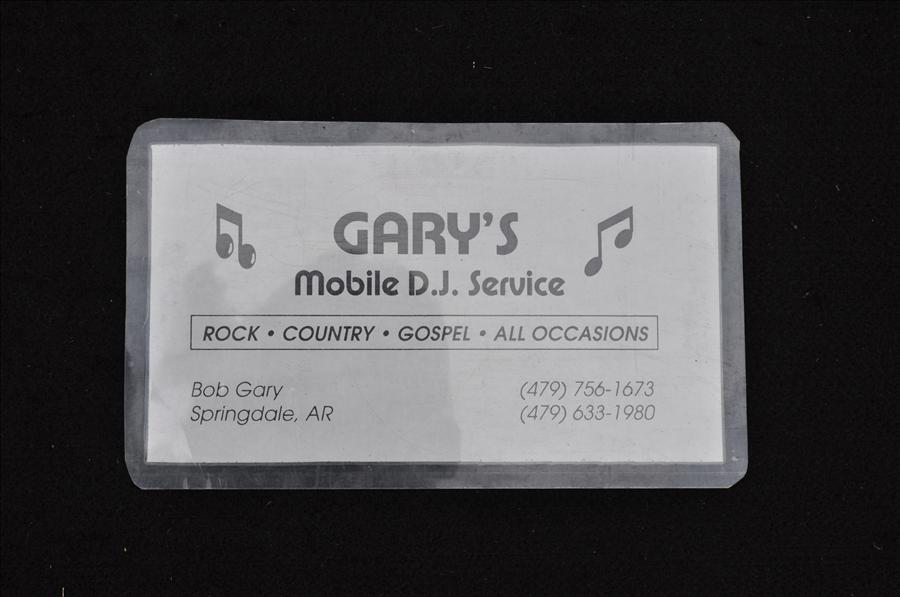 GARY'S
Mobile D.J. Service
ROCK • COUNTRY • GOSPEL • ALL OCCASIONS
Bob Gary (479) 756-1673
Springdale, AR (479) 633-1980